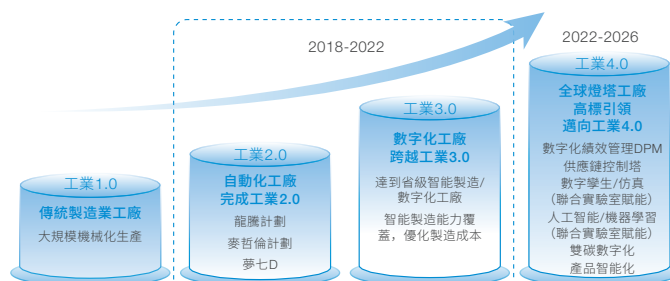 2018-2022
2022-2026
工業1.0
傳統製造業工廠
大規模機械化生產
工業2.0
自動化工廠
完成工業2.0
龍騰計劃
麥哲倫計劃
夢七D
工業3.0
數字化工廠
跨越工業3.0
達到省級智能製造/
數字化工廠
智能製造能力覆
蓋，優化製造成本
工業4.0
全球燈塔工廠
高標引領
邁向工業4.0
數字化績效管理DPM
供應鏈控制塔
數字孿生/仿真
（聯合實驗室賦能）
人工智能/機器學習
（聯合實驗室賦能）
雙碳數字化
產品智能化